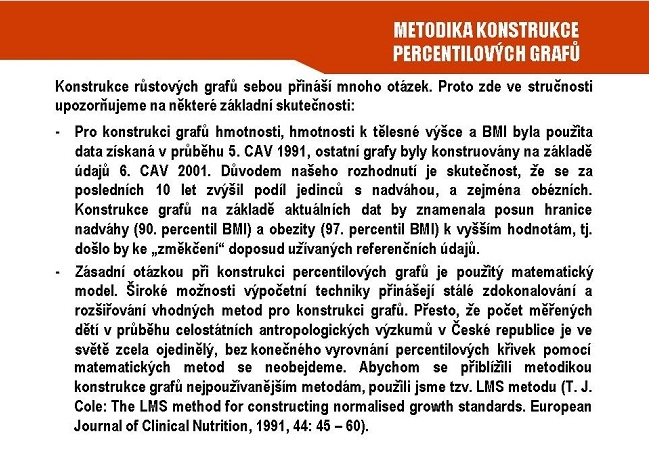 METODIKA KONSTRUKCE
PERCENTILOVÝCH GRAFŮ
Konstrukce růstových grafů sebou přináší mnoho otázek. Proto zde ve stručnosti
upozorňujeme na některé základní skutečnosti:
- Pro konstrukci grafů hmotnosti, hmotnosti k tělesné výšce a BMI byla použita
data získaná v průběhu 5. CAV 1991, ostatní grafy byly konstruovány na základě
údajů 6. CAV 2001. Důvodem našeho rozhodnutí je skutečnost, že se za
posledních 10 let zvýšil podíl jedinců s nadváhou, a zejména obézních.
Konstrukce grafů na základě aktuálních dat by znamenala posun hranice
nadváhy (90. percentil BMI) a obezity (97. percentil BMI) k vyšším hodnotám, tj.
došlo by ke „změkčení“ doposud užívaných referenčních údajů.
- Zásadní otázkou při konstrukci percentilových grafů je použitý matematický
model. Široké možnosti výpočetní techniky přinášejí stálé zdokonalování a
rozšiřování vhodných metod pro konstrukci grafů. Přesto, že počet měřených
dětí v průběhu celostátních antropologických výzkumů v České republice je ve
světě zcela ojedinělý, bez konečného vyrovnání percentilových křivek pomocí
matematických metod se neobejdeme. Abychom se přiblížili metodikou
konstrukce grafů nejpoužívanějším metodám, použili jsme tzv. LMS metodu (T. J.
Cole: The LMS method for constructing normalised growth standards. European
Journal of Clinical Nutrition, 1991, 44: 45 – 60).